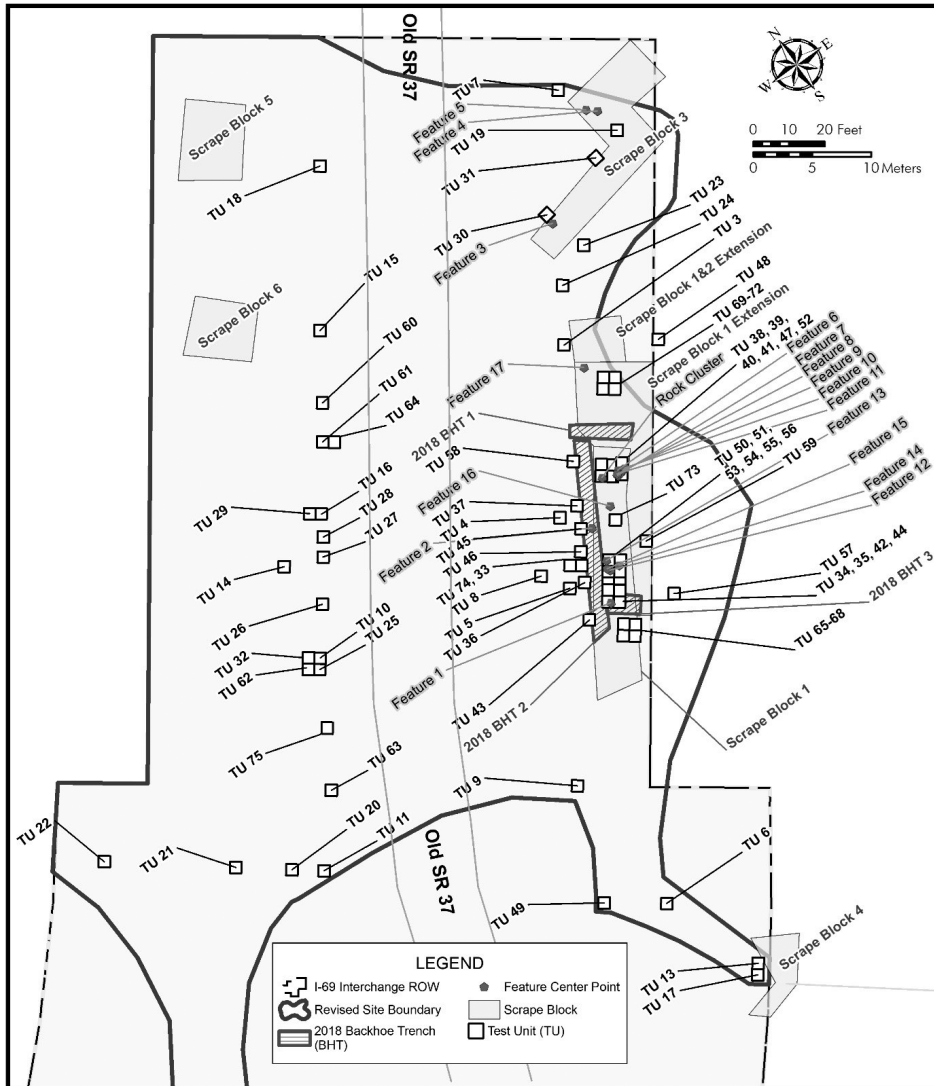 Old SR 37
N
E
S
W
0 10 20 Feet
0 5 10 Meters
TU 7
Feature 5
Feature 4
TU 19
TU 31
Scrape Block 3
TU 30
Feature 3
Scrape Block 5
TU 18
TU 23
TU 24
TU 3
Scrape Block 1&2 Extension
TU 48
TU 69-72
Scrape Block 1 Extension
Rock Cluster
TU 38, 39,
40, 41, 47, 52
Feature 6
Feature 7
Feature 8
Feature 9
Feature 10
Feature 11
Feature 13
TU 50, 51,
53, 54, 55, 56
TU 59
Feature 15
Feature 14
Feature 12
TU 15
Scrape Block 6
TU 60
TU 61
TU 64
Feature 17
2018 BHT 1
TU 58
Feature 16
TU 73
TU 16
TU 29
TU 28
TU 27
TU 37
TU 4
TU 45
Feature 2
TU 46
TU 74, 33
TU 8
TU 5
TU 36
TU 14
TU 57
TU 34, 35, 42, 44
2018 BHT 3
TU 65-68
TU 26
TU 10
TU 25
TU 32
TU 62
Feature 1
TU 43
2018 BHT 2
Scrape Block 1
TU 75
TU 63
TU 9
TU 22
TU 21
TU 20
TU 11
Old SR 37
TU 49
TU 6
Scrape Block 4
TU 13
TU 17
LEGEND
I-69 Interchange ROW
Feature Center Point
Revised Site Boundary
Scrape Block
2018 Backhoe Trench
(BHT)
Test Unit (TU)